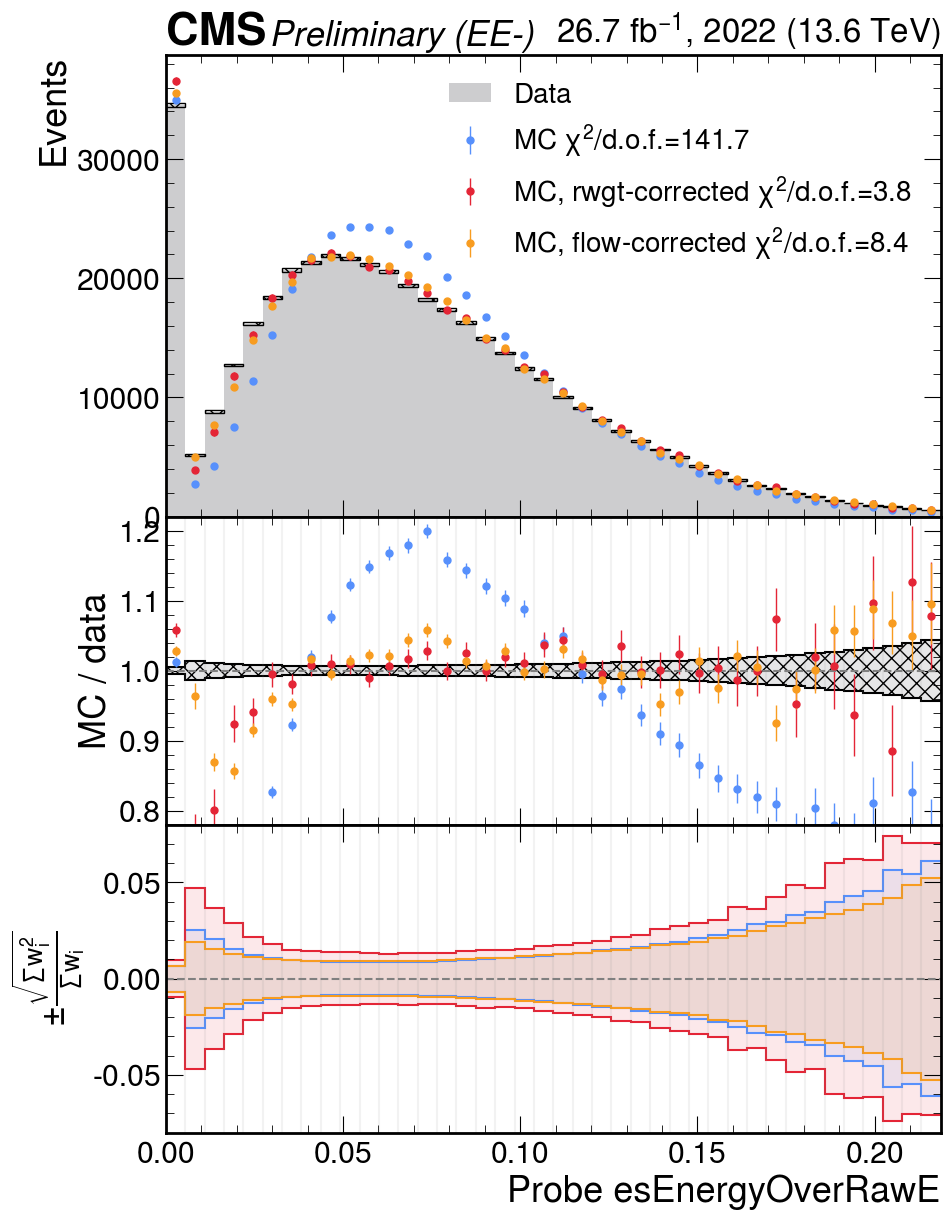 CMS Preliminary (EE-) 26.7 fb⁻¹, 2022 (13.6 TeV)
Events
30000
20000
10000
0
Data
MC χ²/d.o.f.=141.7
MC, rwgt-corrected χ²/d.o.f.=3.8
MC, flow-corrected χ²/d.o.f.=8.4
MC / data
1.2
1.1
1.0
0.9
0.8
±√Σwᵢ²/Σwᵢ
0.05
0.00
-0.05
0.00 0.05 0.10 0.15 0.20
Probe esEnergyOverRawE